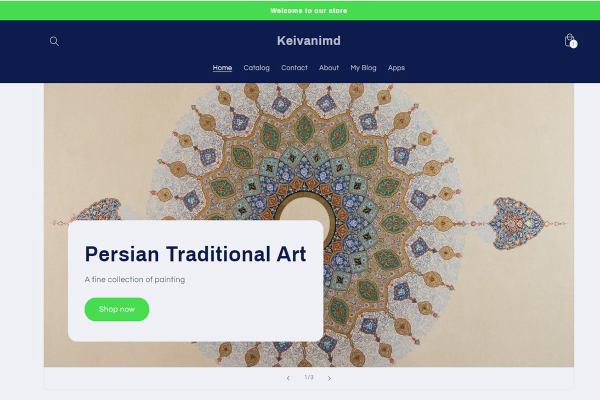 Welcome to our store
Keivanimd
Home Catalog Contact About My Blog Apps
Persian Traditional Art
A fine collection of painting
Shop now
1/3